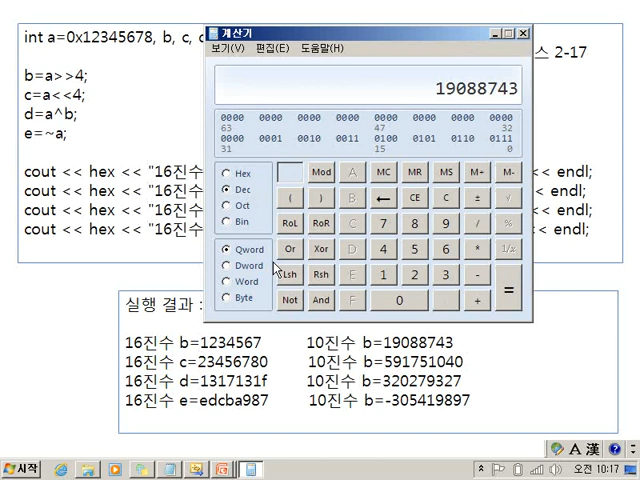 int a=0x12345678, b, c,
스 2-17
b=a>>4;
c=a<<4;
d=a^b;
e=~a;
cout << hex << "16진수 << endl;
cout << hex << "16진수 << endl;
cout << hex << "16진수 << endl;
cout << hex << "16진수 << endl;
계산기
보기(V) 편집(E) 도움말(H)
19088743
0000 0000 0000 0000 0000 0000 0000 0000
63 47 32
0000 0001 0010 0011 0100 0101 0110 0111
31 15 0
Hex Mod A MC MR MS M+ M-
Dec ( ) B ← CE C ± √
Oct
Bin RoL RoR C 7 8 9 / %
Qword Or Xor D 4 5 6 * 1/x
Dword Lsh Rsh E 1 2 3 - =
Word
Byte Not And F 0 . +
실행 결과 :
16진수 b=1234567 10진수 b=19088743
16진수 c=23456780 10진수 b=591751040
16진수 d=1317131f 10진수 b=320279327
16진수 e=edcba987 10진수 b=-305419897
A 漢 ?
시작 오전 10:17